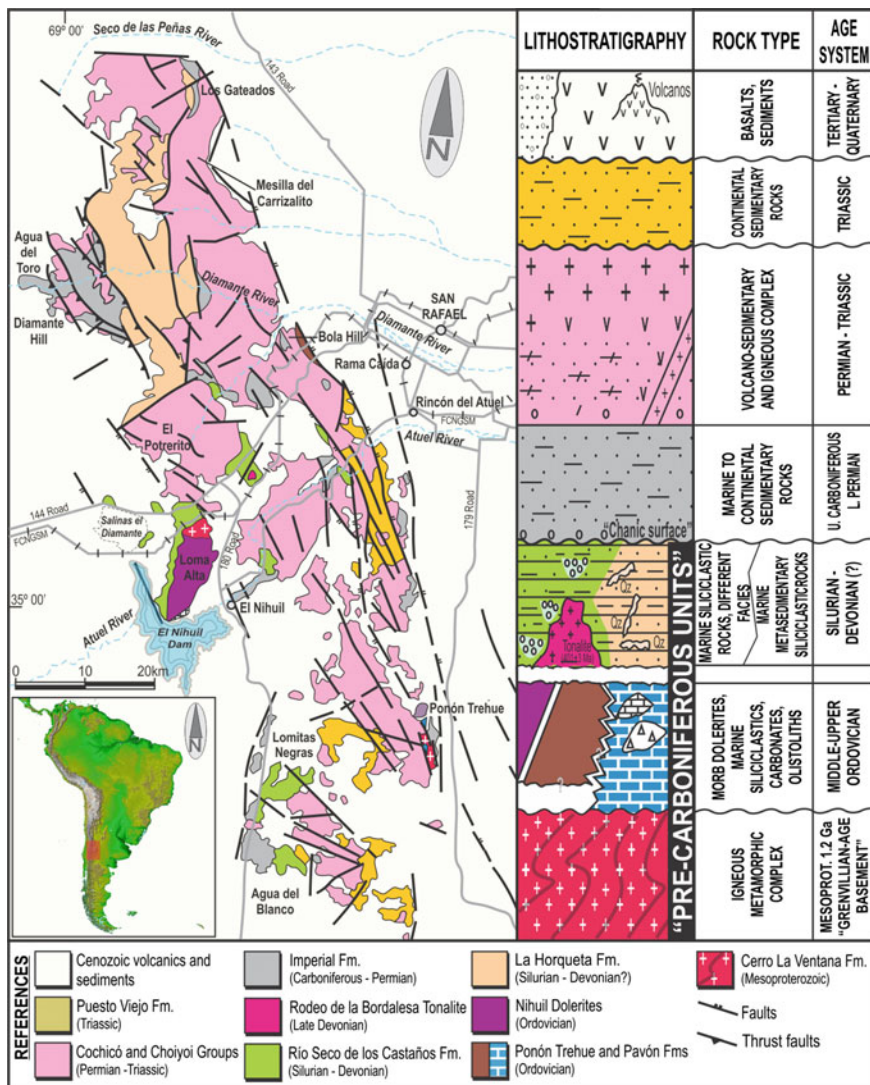 69º 00'
Seco de las Peñas River
143 Road
Los Gateados
N
Mesilla del
Carrizalito
Agua
del
Toro
Diamante River
Diamante
Hill
SAN
RAFAEL
Diamante River
Bola Hill
Rama Caída
Rincón del Atuel
FCNGSM
El
Potrerito
Atuel River
144 Road
179 Road
FCNGSM
Salinas el
Diamante
180 Road
Loma
Alta
35º 00'
El Nihuil
Atuel River
El Nihuil
Dam
0
10
20km
N
Ponón Trehue
Lomitas
Negras
Agua del
Blanco
LITHOSTRATIGRAPHY
ROCK TYPE
AGE
SYSTEM
Volcanos
BASALTS,
SEDIMENTS
TERTIARY -
QUATERNARY
CONTINENTAL
SEDIMENTARY
ROCKS
TRIASSIC
VOLCANO-SEDIMENTARY
AND IGNEOUS COMPLEX
PERMIAN - TRIASSIC
MARINE TO
CONTINENTAL
SEDIMENTARY
ROCKS
U. CARBONIFEROUS
L PERMIAN
"Chanic surface"
"PRE-CARBONIFEROUS UNITS"
Qz
Qz
Qz
Tonalite
MARINE SILICICLASTIC
ROCKS, DIFFERENT
FACIES
MARINE
METASEDIMENTARY
SILICICLASTICROCKS
SILURIAN -
DEVONIAN (?)
?
?
MORB DOLERITES,
MARINE
SILICICLASTICS,
CARBONATES,
OLISTOLITHS
MIDDLE-UPPER
ORDOVICIAN
IGNEOUS
METAMORPHIC
COMPLEX
MESOPROT. 1.2 Ga
"GRENVILLIAN-AGE
BASEMENT"
REFERENCES
Cenozoic volcanics and
sediments
Puesto Viejo Fm.
(Triassic)
Cochicó and Choiyoi Groups
(Permian -Triassic)
Imperial Fm.
(Carboniferous - Permian)
Rodeo de la Bordalesa Tonalite
(Late Devonian)
Río Seco de los Castaños Fm.
(Silurian - Devonian)
La Horqueta Fm.
(Silurian - Devonian?)
Nihuil Dolerites
(Ordovician)
Ponón Trehue and Pavón Fms
(Ordovician)
Cerro La Ventana Fm.
(Mesoproterozoic)
Faults
Thrust faults